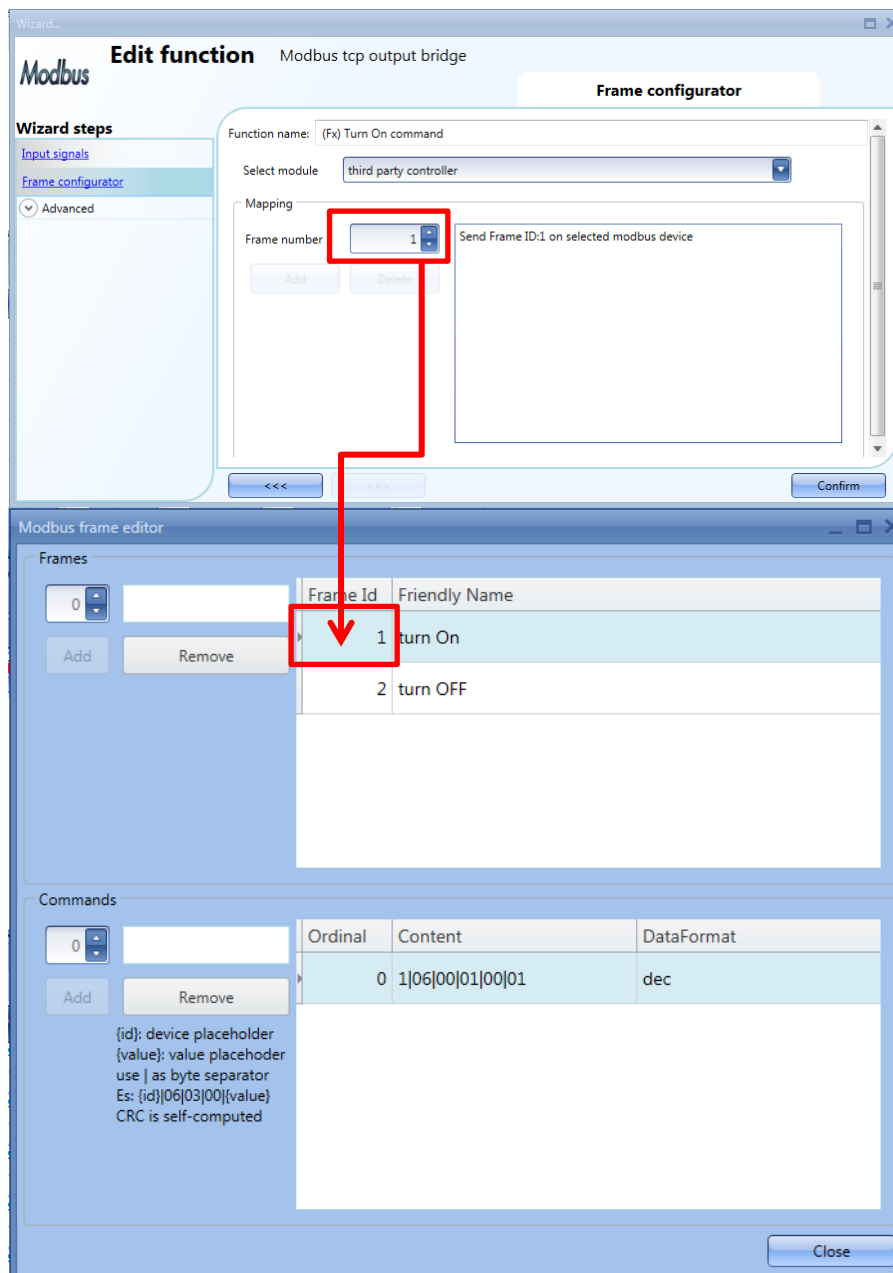 Wizard...
Modbus
Edit function Modbus tcp output bridge
Frame configurator
Wizard steps
Input signals
Frame configurator
Advanced
Function name: (Fx) Turn On command
Select module third party controller
Mapping
Frame number 1
Send Frame ID:1 on selected modbus device
Add Delete
<<< >>> Confirm
Modbus frame editor
Frames
0
Add Remove
Frame Id Friendly Name
1 turn On
2 turn OFF
Commands
0
Add Remove
{id}: device placeholder
{value}: value placehoder
use | as byte separator
Es: {id}|06|03|00|{value}
CRC is self-computed
Ordinal Content DataFormat
0 1|06|00|01|00|01 dec
Close